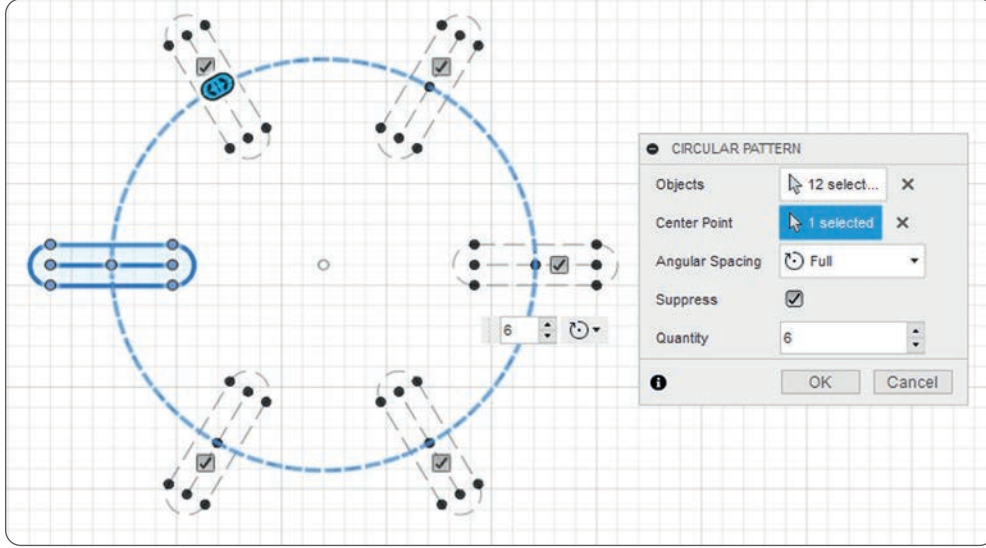 CIRCULAR PATTERN
Objects 12 select...
Center Point 1 selected
Angular Spacing Full
Suppress
6
Quantity 6
OK Cancel